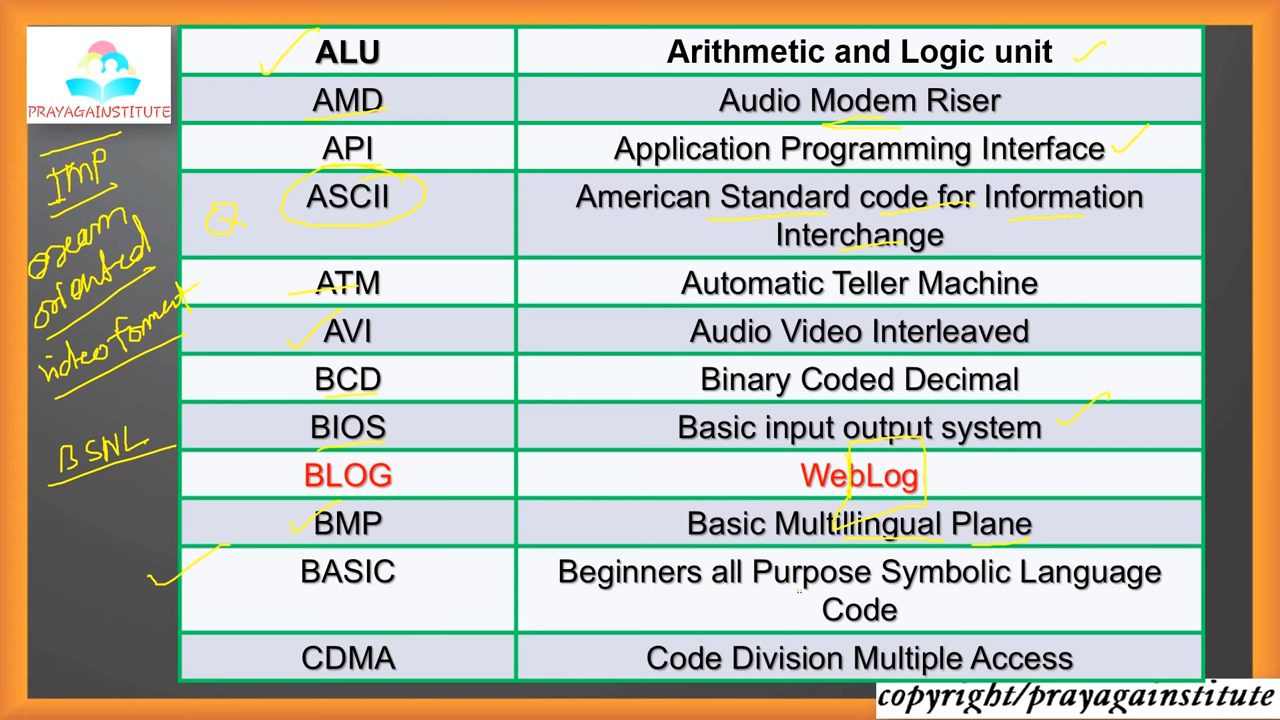 PRAYAGAINSTITUTE
ALU Arithmetic and Logic unit
AMD Audio Modem Riser
API Application Programming Interface
ASCII American Standard code for Information
Interchange
ATM Automatic Teller Machine
AVI Audio Video Interleaved
BCD Binary Coded Decimal
BIOS Basic input output system
BLOG WebLog
BMP Basic Multillingual Plane
BASIC Beginners all Purpose Symbolic Language
Code
CDMA Code Division Multiple Access
IMP
oriented
video
BSNL
copyright/prayagainstitute